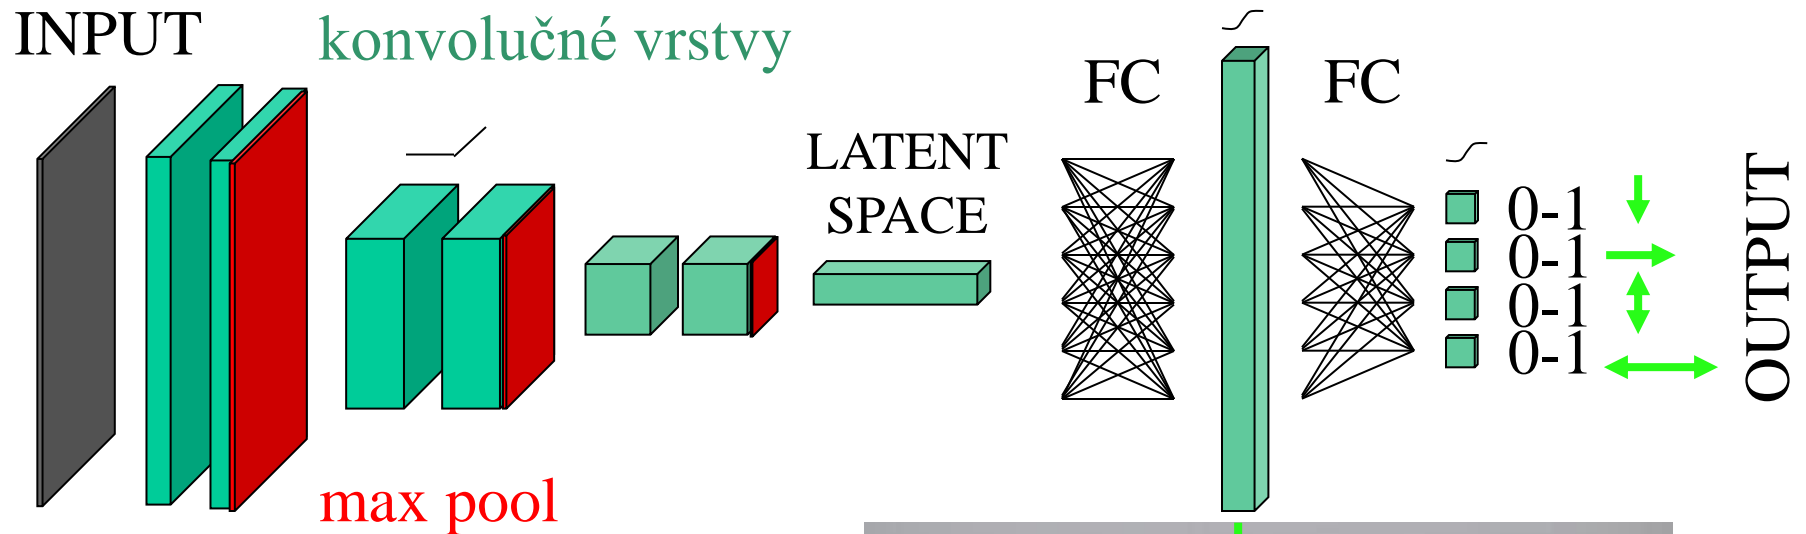 INPUT
konvolučné vrstvy
max pool
LATENT
SPACE
FC
FC
0-1
0-1
0-1
0-1
OUTPUT